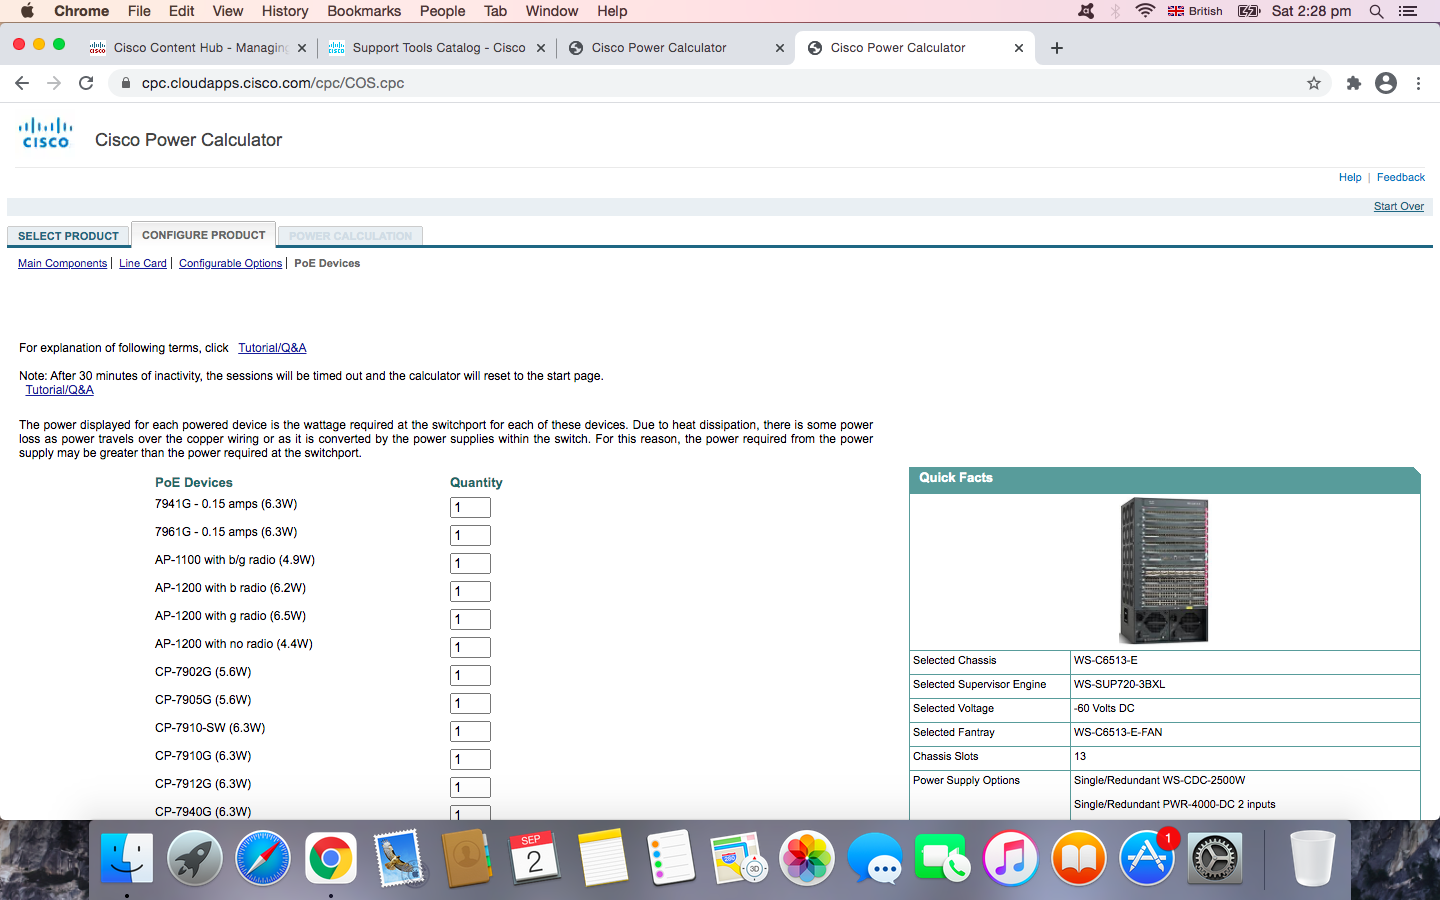 Chrome File Edit View History Bookmarks People Tab Window Help British Sat 2:28 pm
Cisco Content Hub - Managing Support Tools Catalog - Cisco Cisco Power Calculator Cisco Power Calculator
cpc.cloudapps.cisco.com/cpc/COS.cpc
CISCO Cisco Power Calculator
Help | Feedback
Start Over
SELECT PRODUCT CONFIGURE PRODUCT POWER CALCULATION
Main Components | Line Card | Configurable Options | PoE Devices
For explanation of following terms, click Tutorial/Q&A
Note: After 30 minutes of inactivity, the sessions will be timed out and the calculator will reset to the start page.
Tutorial/Q&A
The power displayed for each powered device is the wattage required at the switchport for each of these devices. Due to heat dissipation, there is some power
loss as power travels over the copper wiring or as it is converted by the power supplies within the switch. For this reason, the power required from the power
supply may be greater than the power required at the switchport.
PoE Devices Quantity
7941G - 0.15 amps (6.3W) 1
7961G - 0.15 amps (6.3W) 1
AP-1100 with b/g radio (4.9W) 1
AP-1200 with b radio (6.2W) 1
AP-1200 with g radio (6.5W) 1
AP-1200 with no radio (4.4W) 1
CP-7902G (5.6W) 1
CP-7905G (5.6W) 1
CP-7910-SW (6.3W) 1
CP-7910G (6.3W) 1
CP-7912G (6.3W) 1
CP-7940G (6.3W) 1
Quick Facts
Selected Chassis WS-C6513-E
Selected Supervisor Engine WS-SUP720-3BXL
Selected Voltage -60 Volts DC
Selected Fantray WS-C6513-E-FAN
Chassis Slots 13
Power Supply Options Single/Redundant WS-CDC-2500W
Single/Redundant PWR-4000-DC 2 inputs
SEP
2
280
3D
1